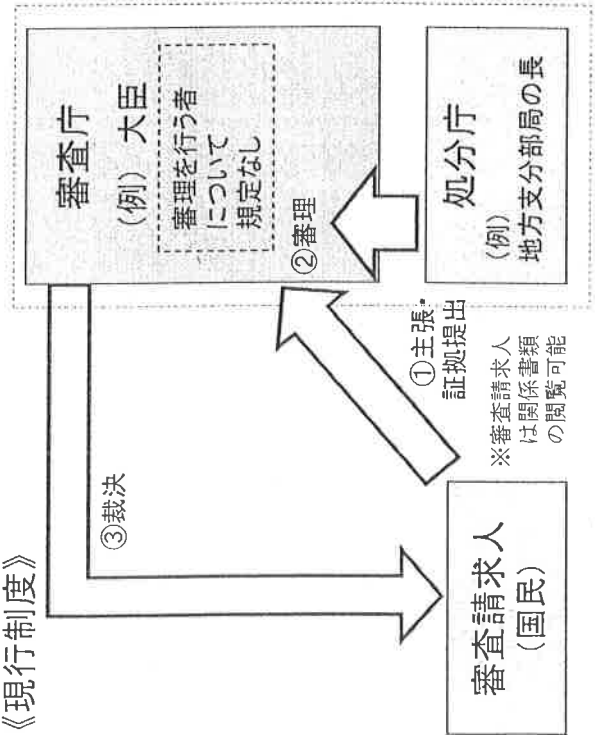 《現行制度》
審査庁
(例) 大臣
審理を行う者
について
規定なし
③裁決
②審理
①主張・
証拠提出
※審査請求人
は関係書類
の閲覧可能
処分庁
(例)
地方支分部局の長
審査請求人
(国民)